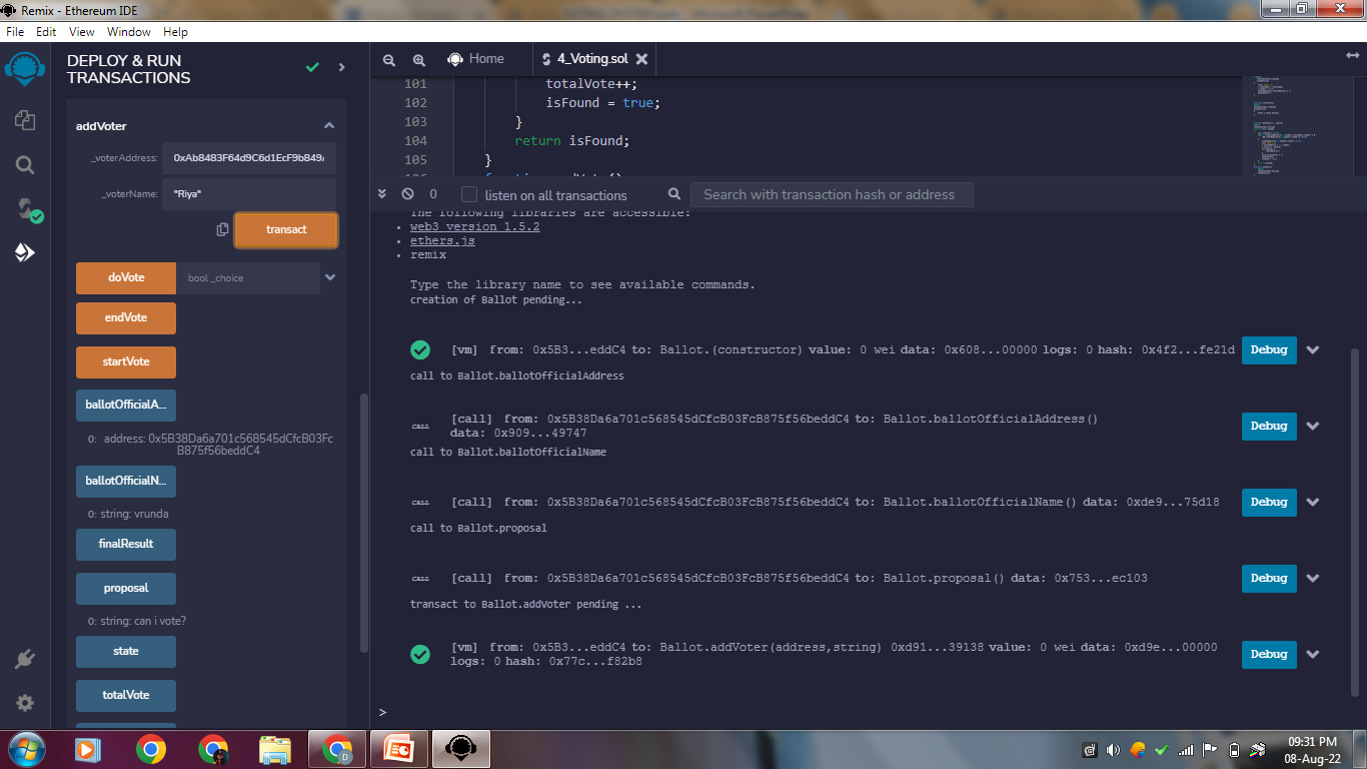 Remix - Ethereum IDE
File Edit View Window Help
DEPLOY & RUN
TRANSACTIONS
addVoter
_voterAddress: 0xAb8483F64d9C6d1EcF9b849
_voterName: "Riya"
transact
doVote bool _choice
endVote
startVote
ballotOfficialA...
0: address: 0x5B38Da6a701c568545dCfcB03Fc
B875f56beddC4
ballotOfficialN...
0: string: vrunda
finalResult
proposal
0: string: can i vote?
state
totalVote
Home 4_Voting.sol
101 totalVote++;
102 isFound = true;
103 }
104 return isFound;
105 }
0 listen on all transactions Search with transaction hash or address
The following libraries are accessible:
web3 version 1.5.2
ethers.js
remix
Type the library name to see available commands.
creation of Ballot pending...
[vm] from: 0x5B3...eddC4 to: Ballot.(constructor) value: 0 wei data: 0x608...00000 logs: 0 hash: 0x4f2...fe21d Debug
call to Ballot.ballotOfficialAddress
CALL [call] from: 0x5B38Da6a701c568545dCfcB03FcB875f56beddC4 to: Ballot.ballotOfficialAddress() Debug
data: 0x909...49747
call to Ballot.ballotOfficialName
CALL [call] from: 0x5B38Da6a701c568545dCfcB03FcB875f56beddC4 to: Ballot.ballotOfficialName() data: 0xde9...75d18 Debug
call to Ballot.proposal
CALL [call] from: 0x5B38Da6a701c568545dCfcB03FcB875f56beddC4 to: Ballot.proposal() data: 0x753...ec103 Debug
transact to Ballot.addVoter pending ...
[vm] from: 0x5B3...eddC4 to: Ballot.addVoter(address,string) 0xd91...39138 value: 0 wei data: 0xd9e...00000 Debug
logs: 0 hash: 0x77c...f82b8
>
09:31 PM
08-Aug-22